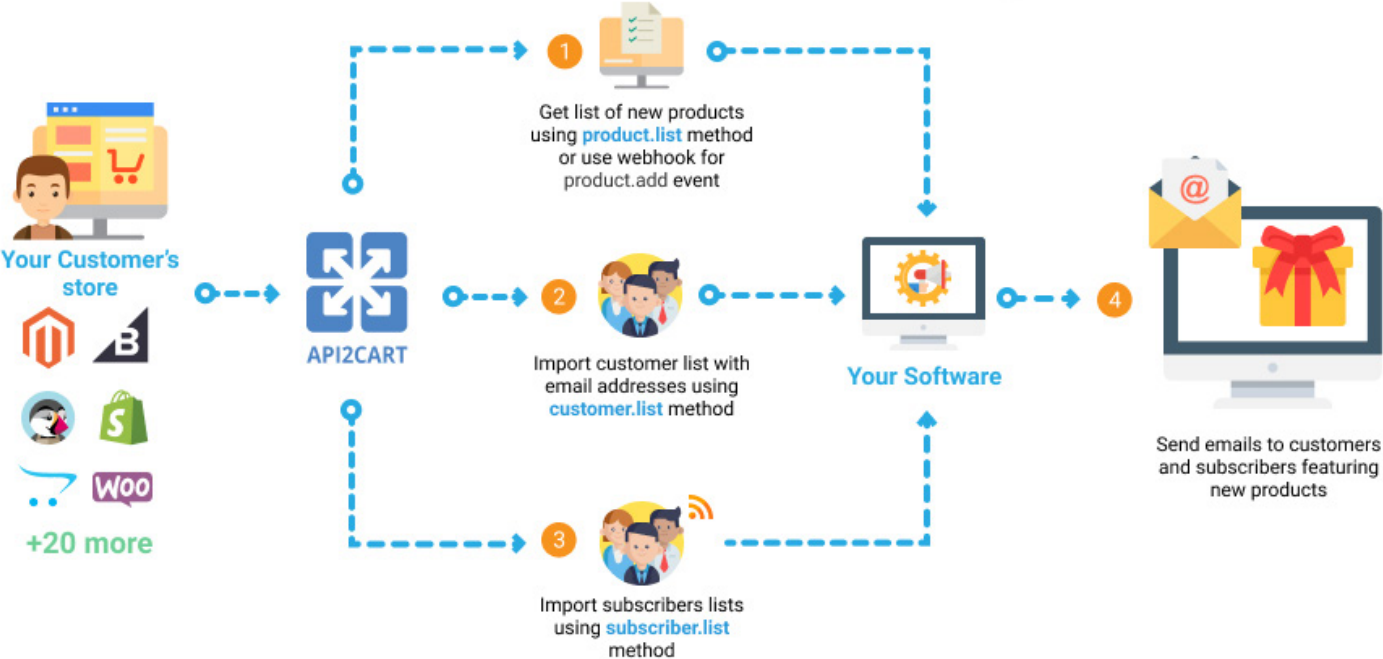 Your Customer's
store
B
S
WOO
+20 more
API2CART
1
Get list of new products
using product.list method
or use webhook for
product.add event
2
Import customer list with
email addresses using
customer.list method
3
Import subscribers lists
using subscriber.list
method
Your Software
4
@
Send emails to customers
and subscribers featuring
new products